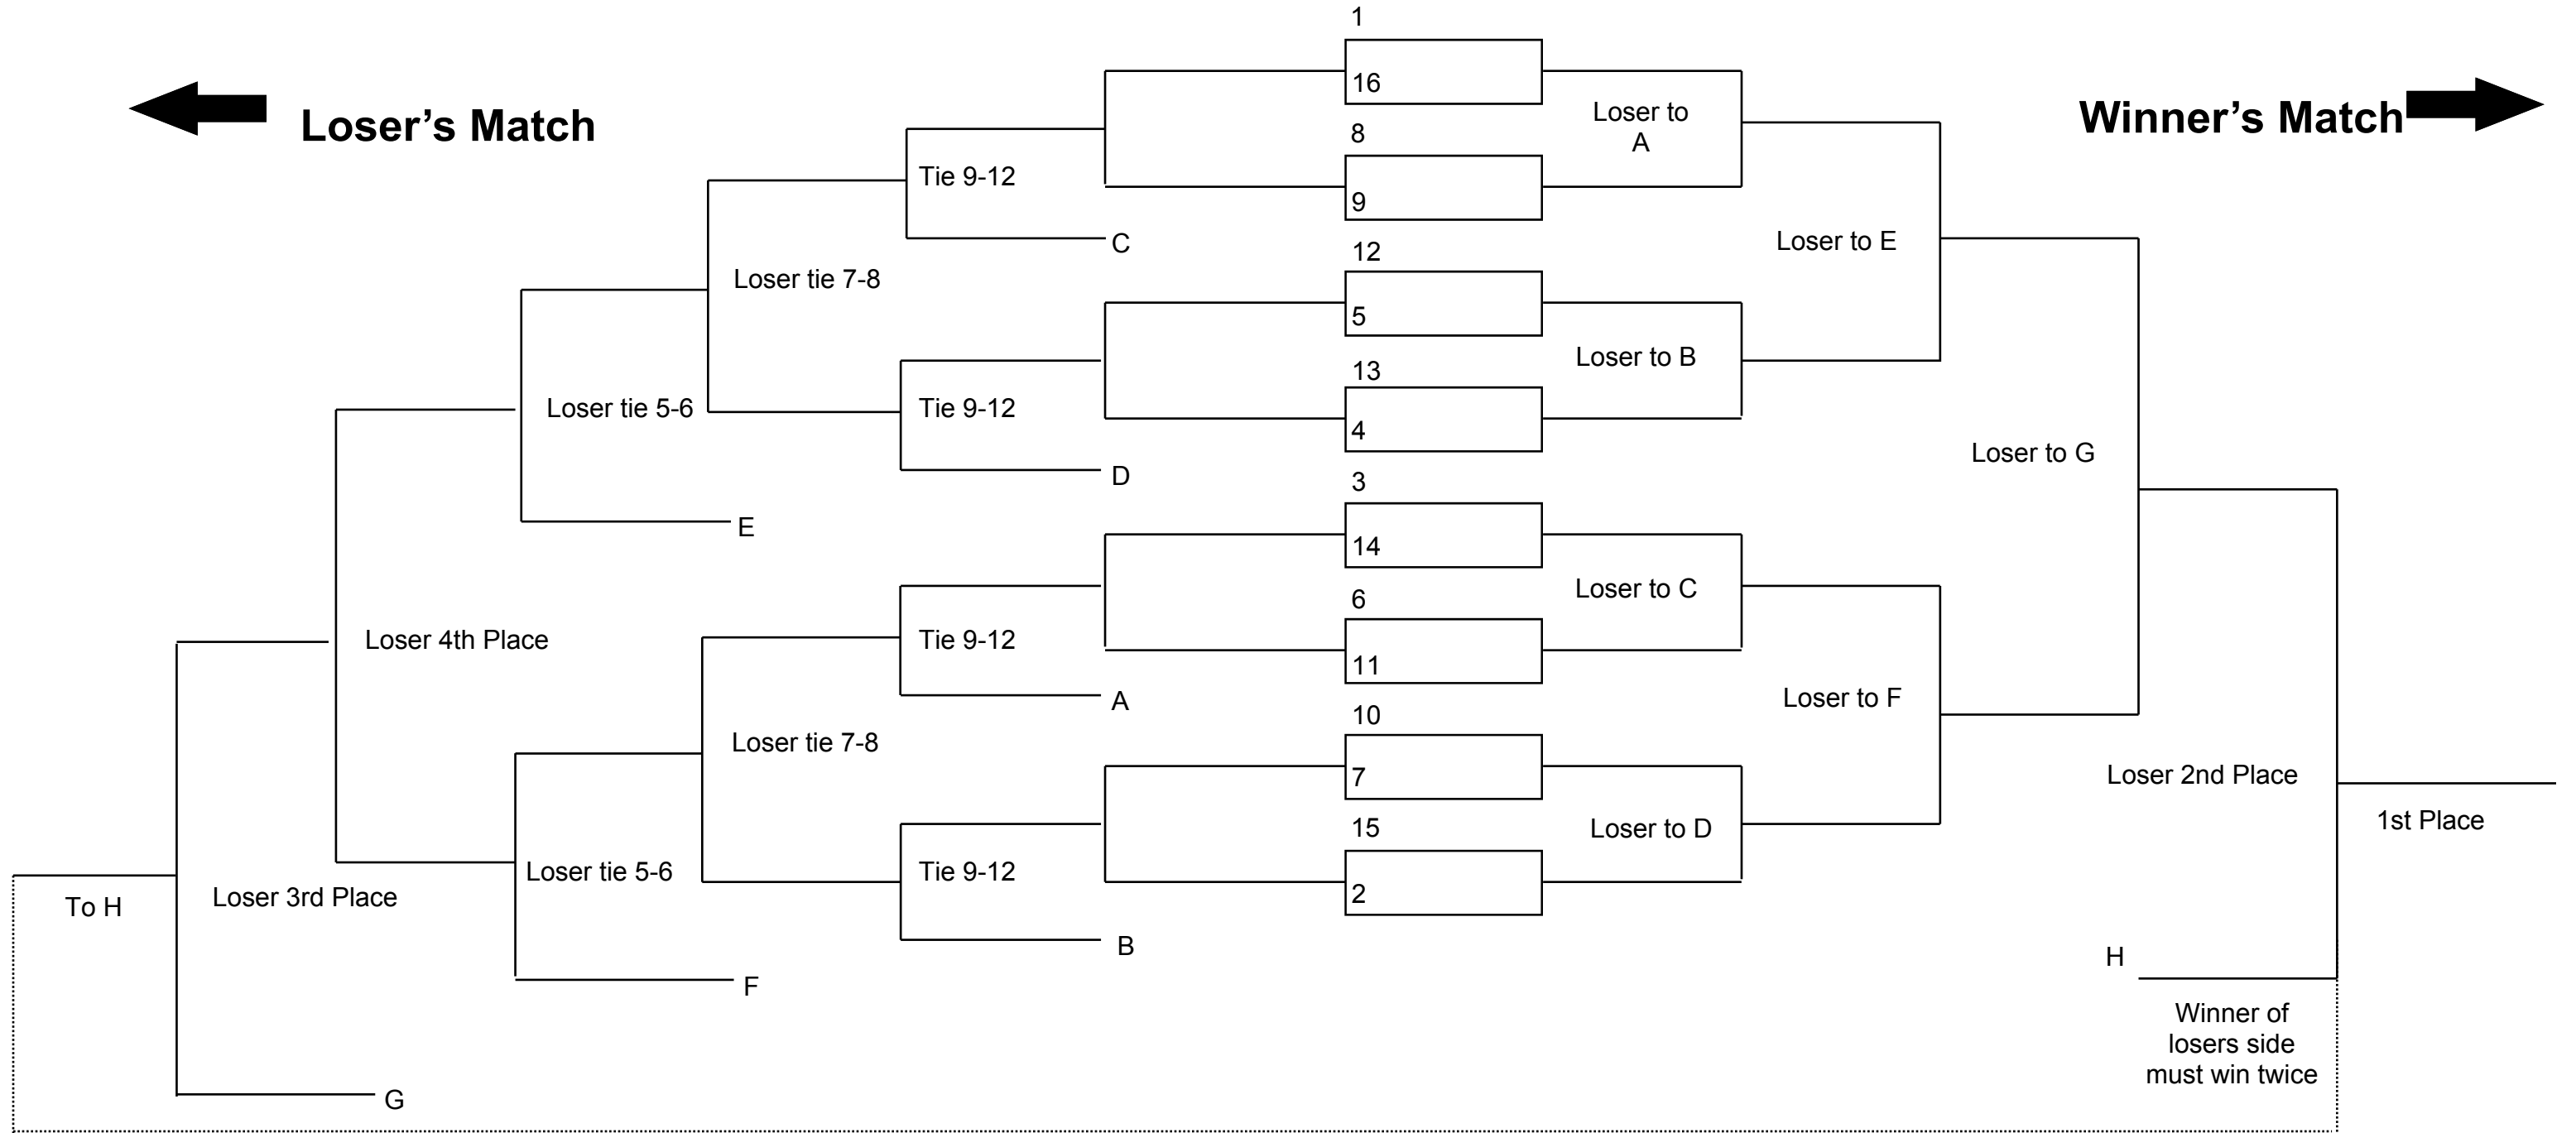 1
16
Loser's Match
Winner's Match
Loser to
A
8
9
Tie 9-12
C
12
5
Loser to E
Loser tie 7-8
13
4
Loser to B
Loser tie 5-6
Tie 9-12
D
3
14
Loser to G
E
6
11
Loser to C
Loser 4th Place
Tie 9-12
A
10
7
Loser to F
Loser tie 7-8
Loser 2nd Place
15
2
Loser to D
1st Place
Loser tie 5-6
Tie 9-12
To H
Loser 3rd Place
B
H
F
Winner of
losers side
must win twice
G